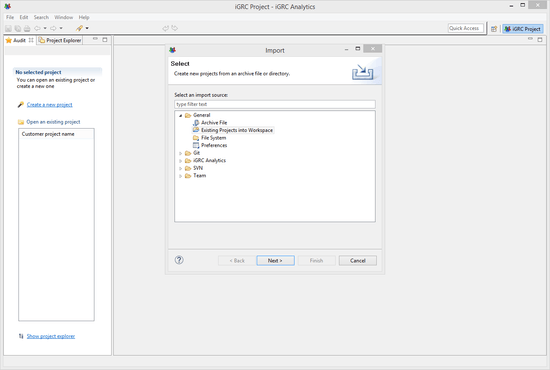 iGRC Project - iGRC Analytics
File Edit Search Window Help
Quick Access
iGRC Project
Audit Project Explorer
No selected project
You can open an existing project or
create a new one
Create a new project
Open an existing project
Customer project name
Show project explorer
Import
Select
Create new projects from an archive file or directory.
Select an import source:
type filter text
General
Archive File
Existing Projects into Workspace
File System
Preferences
Git
iGRC Analytics
SVN
Team
?
< Back Next > Finish Cancel